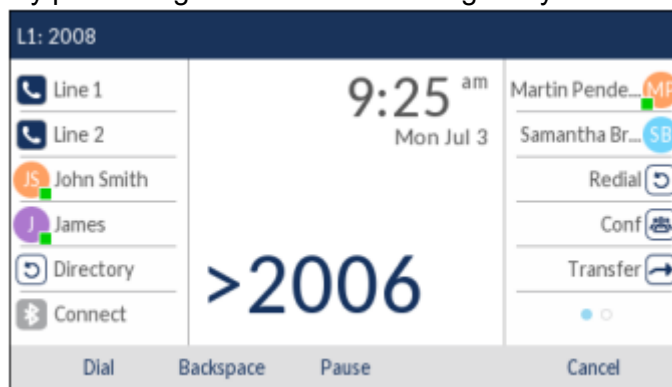 L1: 2008
Line 1
Line 2
JS John Smith
J James
Directory
Connect
9:25 am
Mon Jul 3
>2006
Martin Pende... MP
Samantha Br... SB
Redial
Conf
Transfer
Dial Backspace Pause Cancel